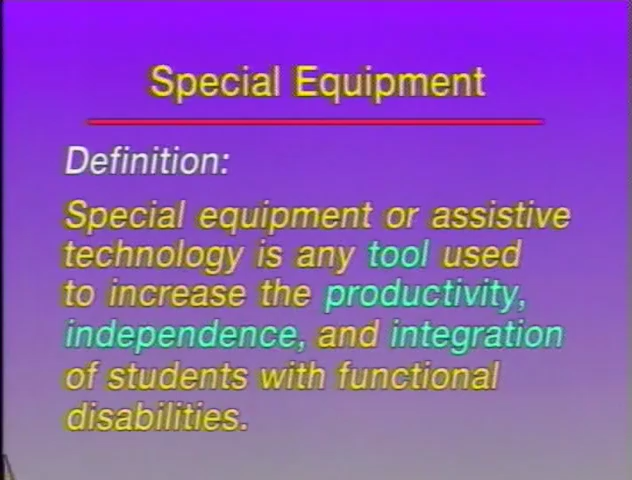 Special Equipment
Definition:
Special equipment or assistive
technology is any tool used
to increase the productivity,
independence, and integration
of students with functional
disabilities.